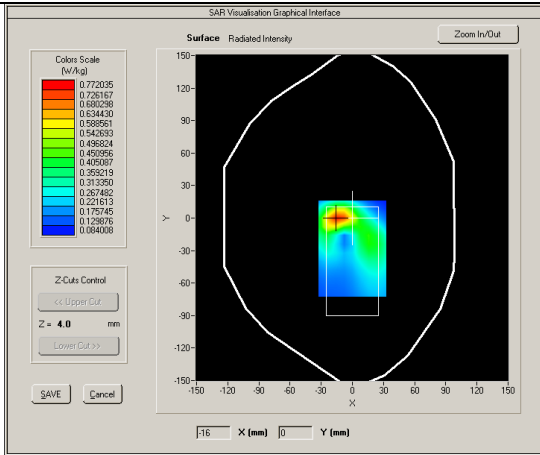 SAR Visualisation Graphical Interface
Surface Radiated Intensity
Zoom In/Out
Colors Scale
(W/kg)
0.772035
0.726167
0.680298
0.634430
0.588561
0.542693
0.496824
0.450956
0.405087
0.359219
0.313350
0.267482
0.221613
0.175745
0.129876
0.084008
Z-Cuts Control
<< Upper Cut
Z = 4.0 mm
Lower Cut >>
SAVE Cancel
150-
120-
90-
60-
30-
0-
-30-
-60-
-90-
-120-
-150-
Y
-150 -120 -90 -60 -30 0 30 60 90 120 150
X
-16 X (mm) 0 Y (mm)